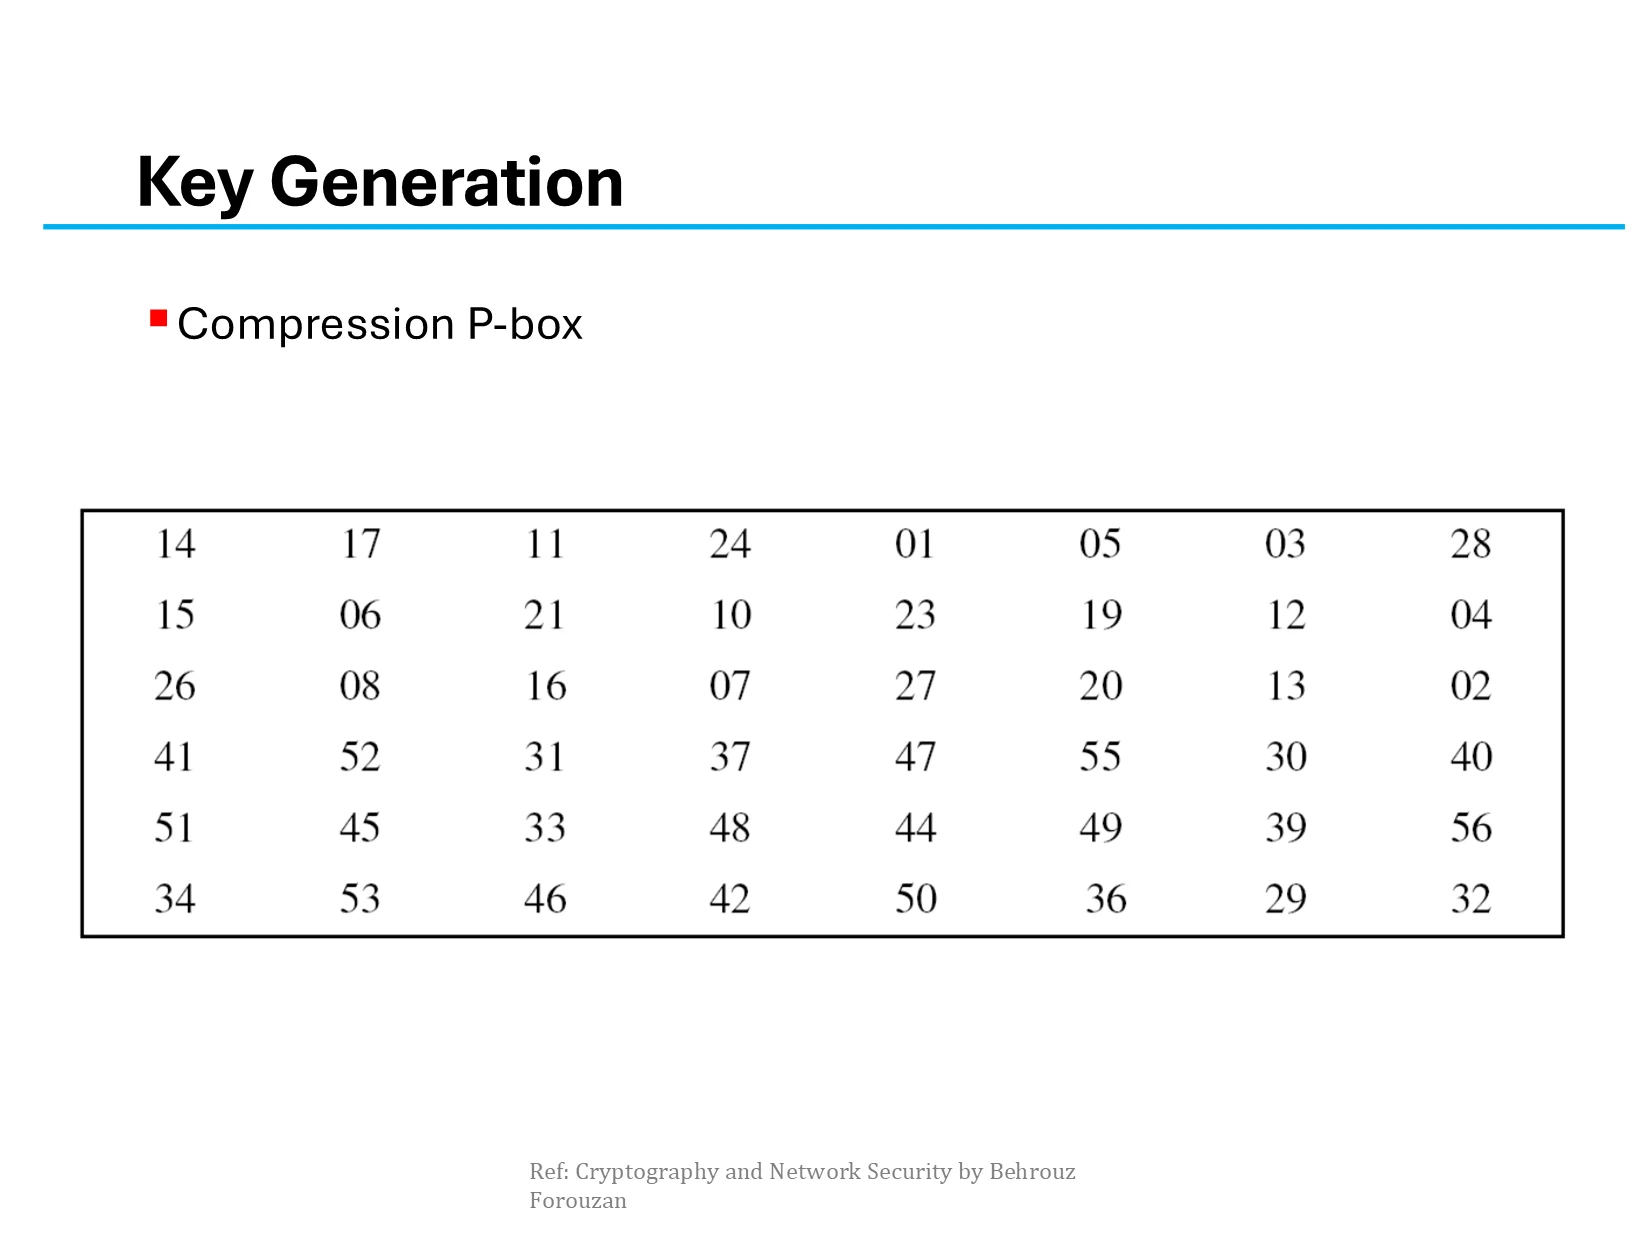 Key Generation
Compression P-box
14 17 11 24 01 05 03 28
15 06 21 10 23 19 12 04
26 08 16 07 27 20 13 02
41 52 31 37 47 55 30 40
51 45 33 48 44 49 39 56
34 53 46 42 50 36 29 32
Ref: Cryptography and Network Security by Behrouz
Forouzan